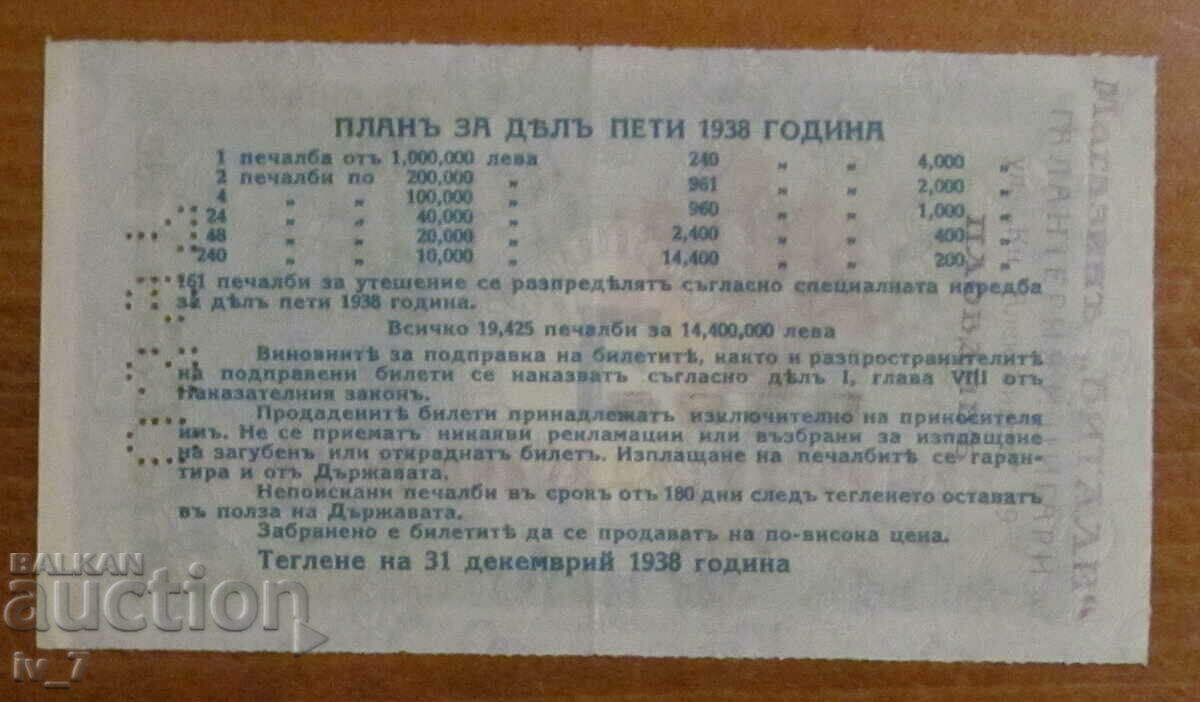 ПЛАНЪ ЗА ДѢЛЪ ПЕТИ 1938 ГОДИНА
1 печалба отъ 1,000,000 лева 240 „ „ 4,000 „
2 печалби по 200,000 „ 961 „ „ 2,000 „
4 „ „ 100,000 „ 960 „ „ 1,000 „
24 „ „ 40,000 „ 2,400 „ „ 400 „
48 „ „ 20,000 „ 14,400 „ „ 200 „
240 „ „ 10,000 „
161 печалби за утешение се разпредѣлятъ съгласно специалната наредба
за дѣлъ пети 1938 година.
Всичко 19,425 печалби за 14,400,000 лева
Виновнитѣ за подправка на билетитѣ, както и разпространителитѣ
на подправени билети се наказватъ съгласно дѣлъ I, глава VIII отъ
Наказателния законъ.
Продаденитѣ билети принадлежатъ изключително на приносителя
имъ. Не се приематъ никакви рекламации или възбрани за изплащане
на загубенъ или откраднатъ билетъ. Изплащане на печалбитѣ се гаран-
тира и отъ Държавата.
Непоискани печалби въ срокъ отъ 180 дни следъ тегленето оставатъ
въ полза на Държавата.
Забранено е билетитѣ да се продаватъ на по-висока цена.
Теглене на 31 декемврий 1938 година
Магазинъ „ВИТАЛИ“
BALKAN
auction
iv_7